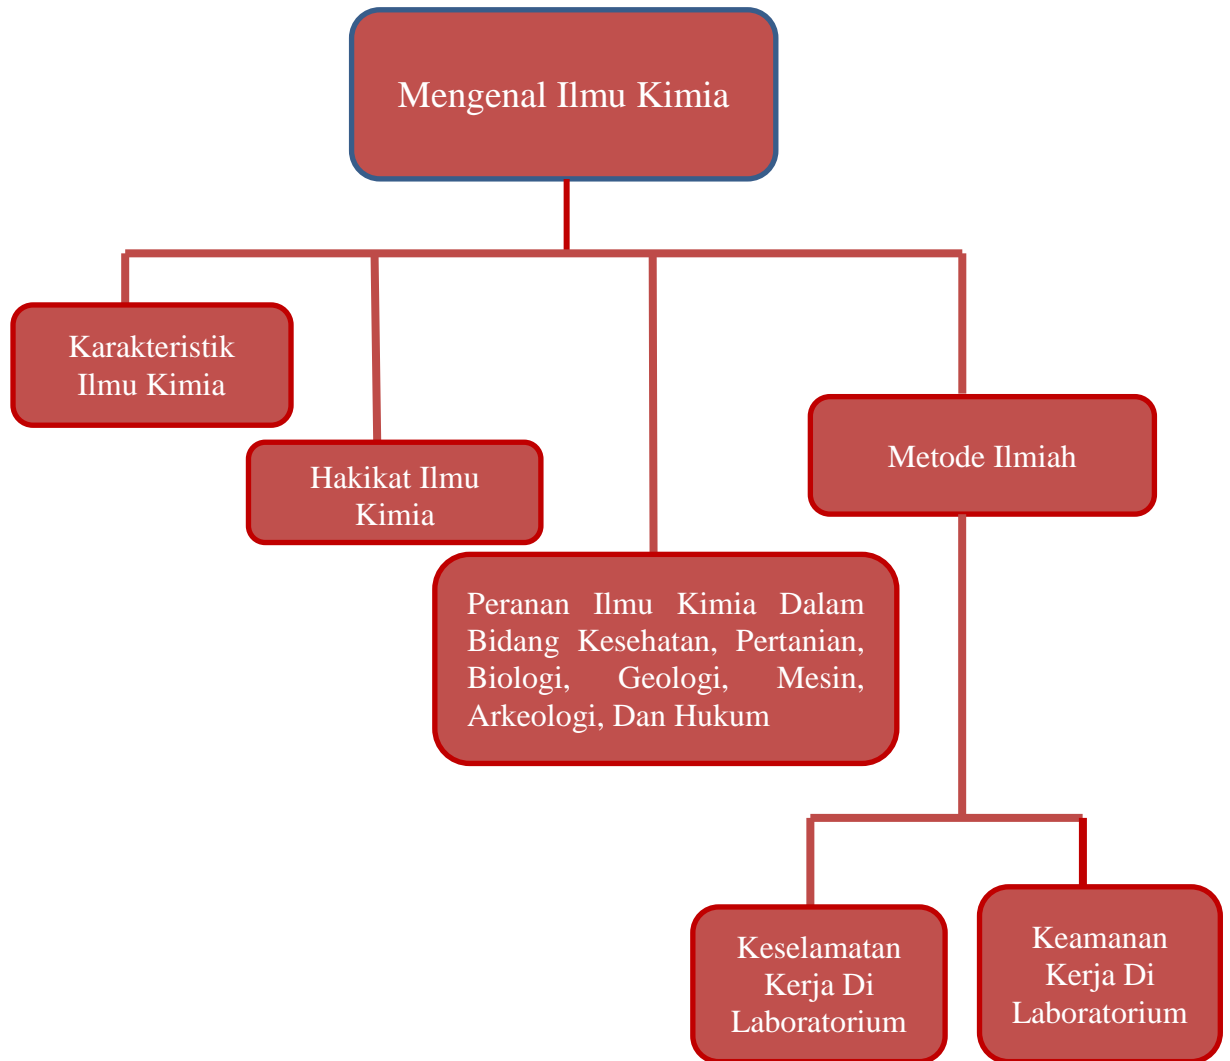 Mengenal Ilmu Kimia
Karakteristik
Ilmu Kimia
Hakikat Ilmu
Kimia
Metode Ilmiah
Peranan Ilmu Kimia Dalam
Bidang Kesehatan, Pertanian,
Biologi, Geologi, Mesin,
Arkeologi, Dan Hukum
Keselamatan
Kerja Di
Laboratorium
Keamanan
Kerja Di
Laboratorium